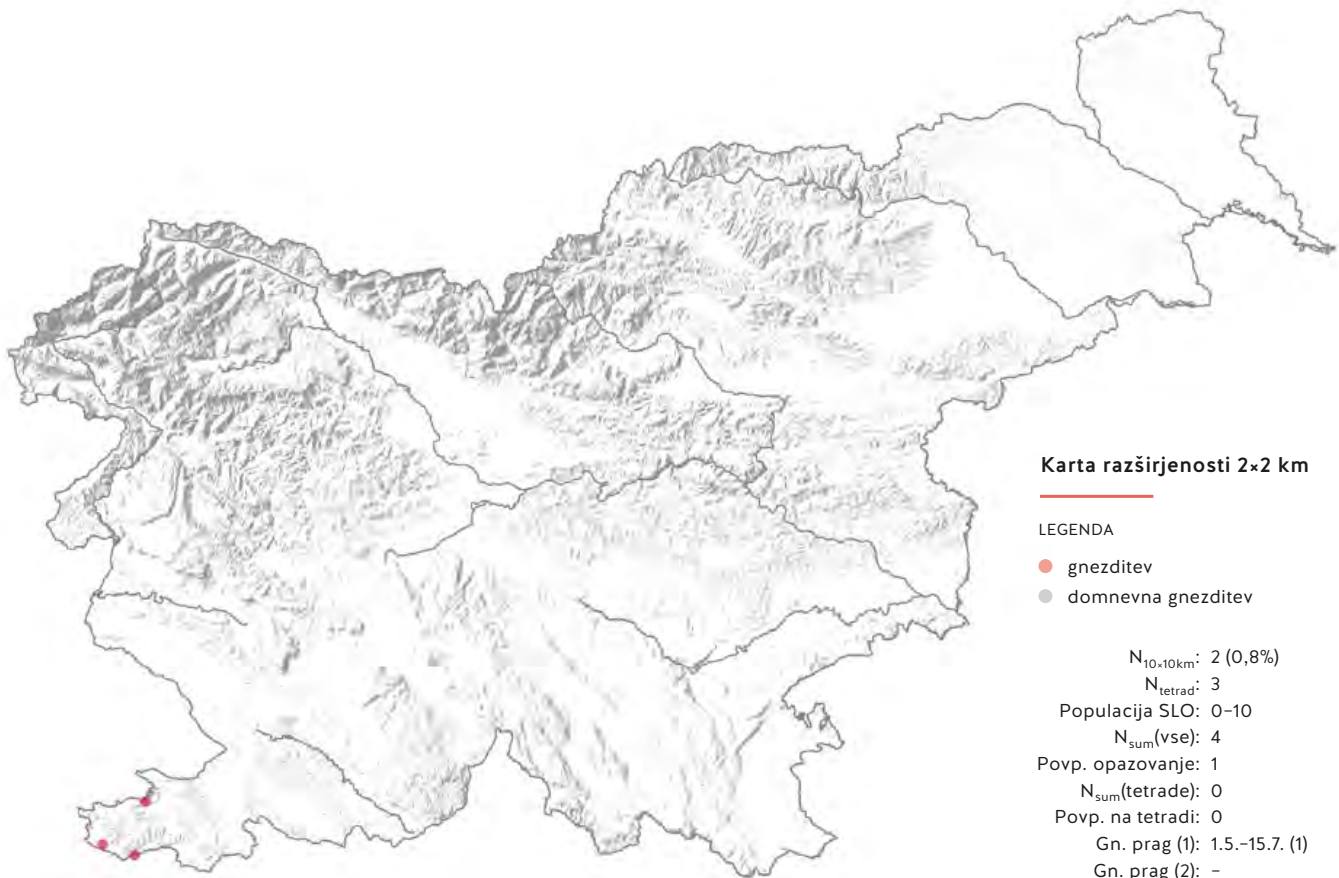 Karta razširjenosti 2×2 km
LEGENDA
gnezditev
domnevna gnezditev
N10×10km: 2 (0,8%)
Ntetrad: 3
Populacija SLO: 0–10
Nsum(vse): 4
Povp. opazovanje: 1
Nsum(tetrade): 0
Povp. na tetradi: 0
Gn. prag (1): 1.5.–15.7. (1)
Gn. prag (2): –